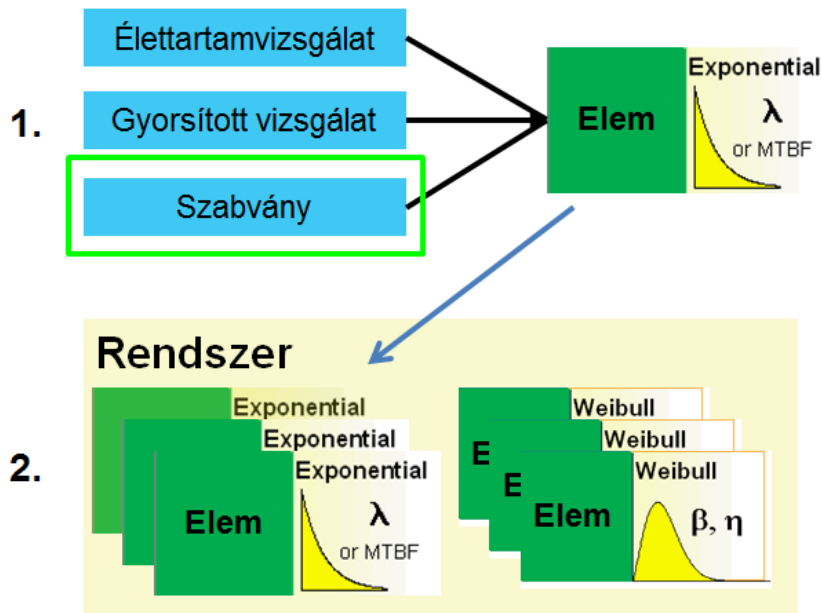 1.
Élettartamvizsgálat
Gyorsított vizsgálat
Szabvány
Elem
Exponential
λ
or MTBF
2.
Rendszer
Exponential
Exponential
Exponential
Elem
λ
or MTBF
Weibull
E
Weibull
E
Weibull
Elem
β, η